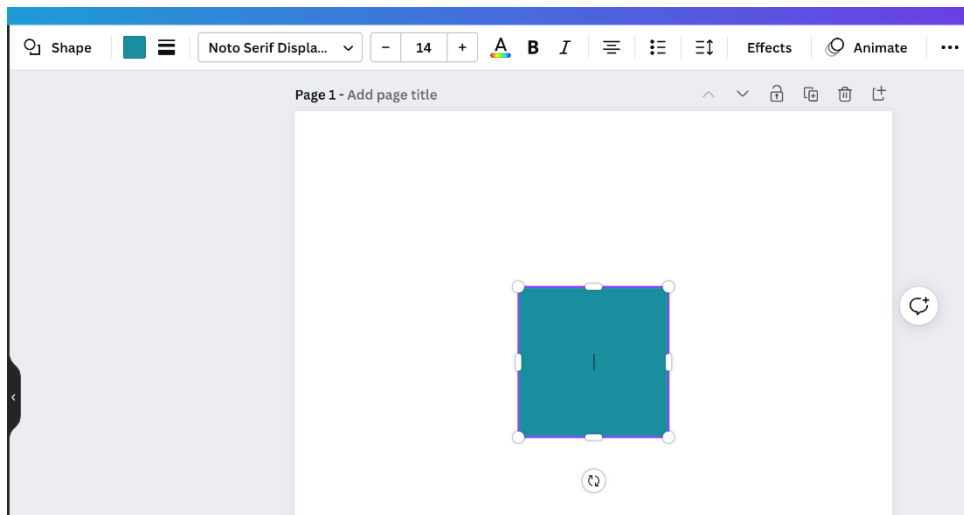 Shape Noto Serif Displa... - 14 + A B I Effects Animate
Page 1 - Add page title